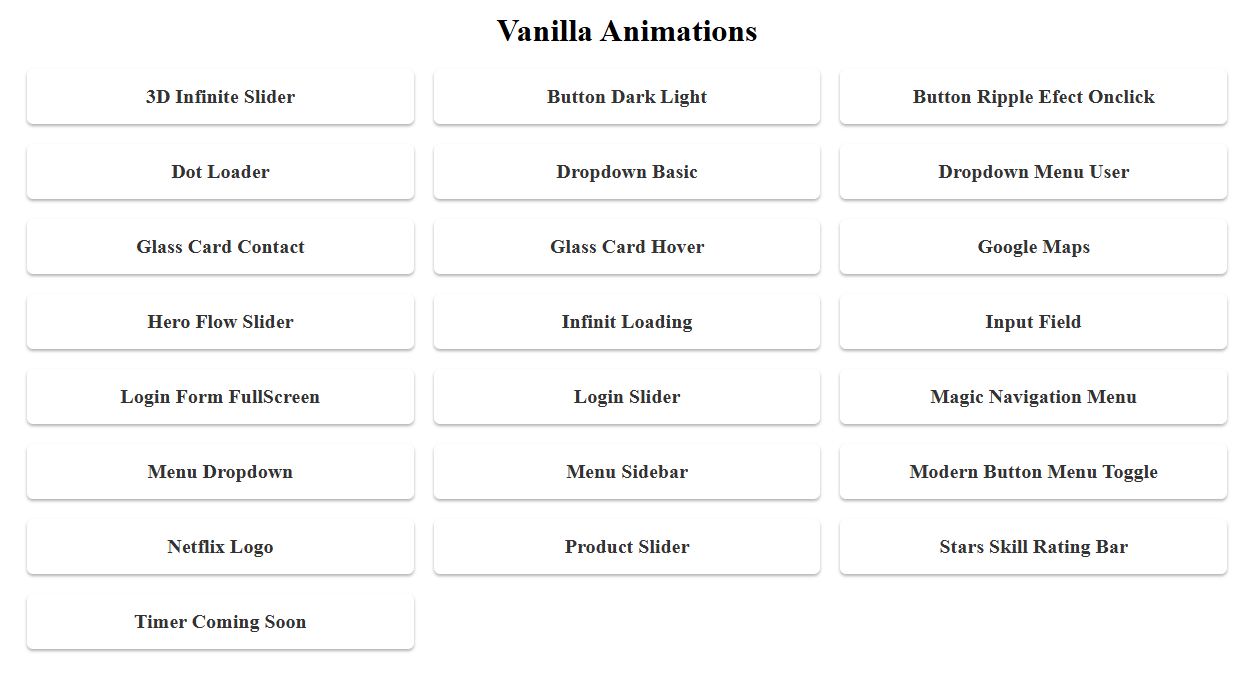 Vanilla Animations
3D Infinite Slider
Button Dark Light
Button Ripple Efect Onclick
Dot Loader
Dropdown Basic
Dropdown Menu User
Glass Card Contact
Glass Card Hover
Google Maps
Hero Flow Slider
Infinit Loading
Input Field
Login Form FullScreen
Login Slider
Magic Navigation Menu
Menu Dropdown
Menu Sidebar
Modern Button Menu Toggle
Netflix Logo
Product Slider
Stars Skill Rating Bar
Timer Coming Soon